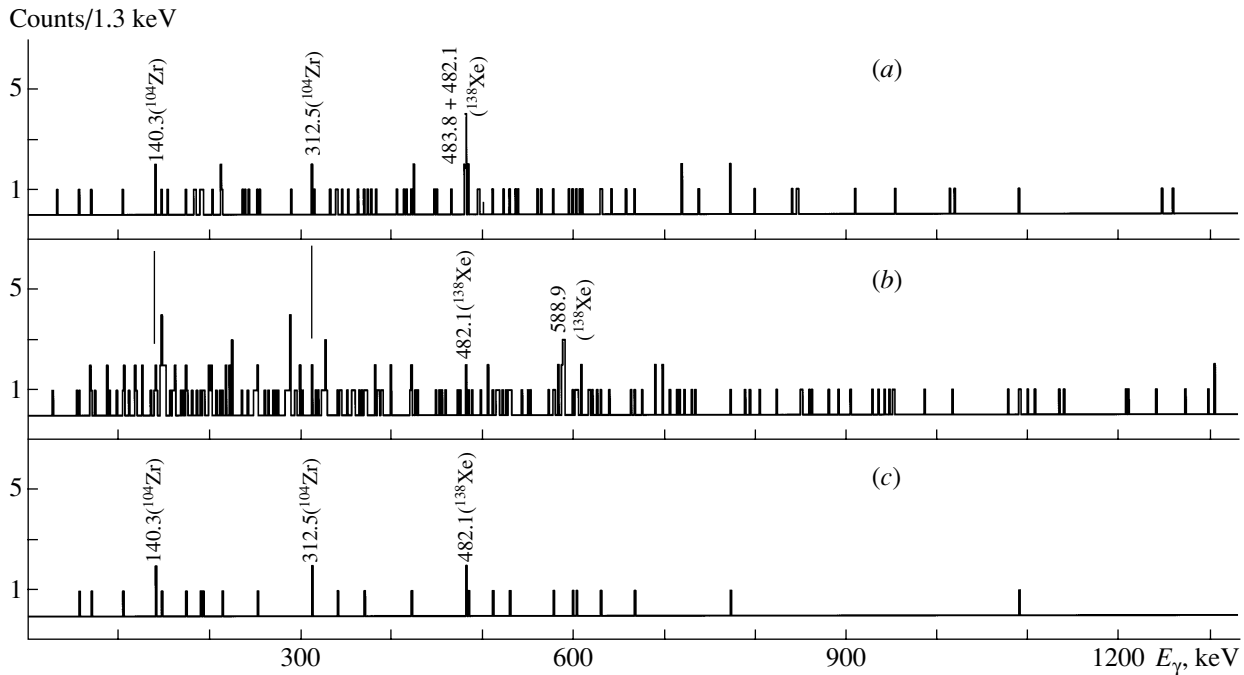 Counts/1.3 keV
(a)
5
1
140.3(¹⁰⁴Zr)
312.5(¹⁰⁴Zr)
483.8 + 482.1
(¹³⁸Xe)
(b)
5
1
482.1(¹³⁸Xe)
588.9
(¹³⁸Xe)
(c)
5
1
140.3(¹⁰⁴Zr)
312.5(¹⁰⁴Zr)
482.1(¹³⁸Xe)
300 600 900 1200 Eγ, keV